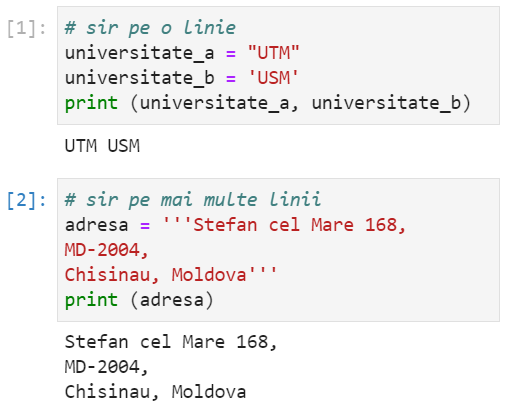 [1]: # sir pe o linie
universitate_a = "UTM"
universitate_b = 'USM'
print (universitate_a, universitate_b)
UTM USM
[2]: # sir pe mai multe linii
adresa = '''Stefan cel Mare 168,
MD-2004,
Chisinau, Moldova'''
print (adresa)
Stefan cel Mare 168,
MD-2004,
Chisinau, Moldova